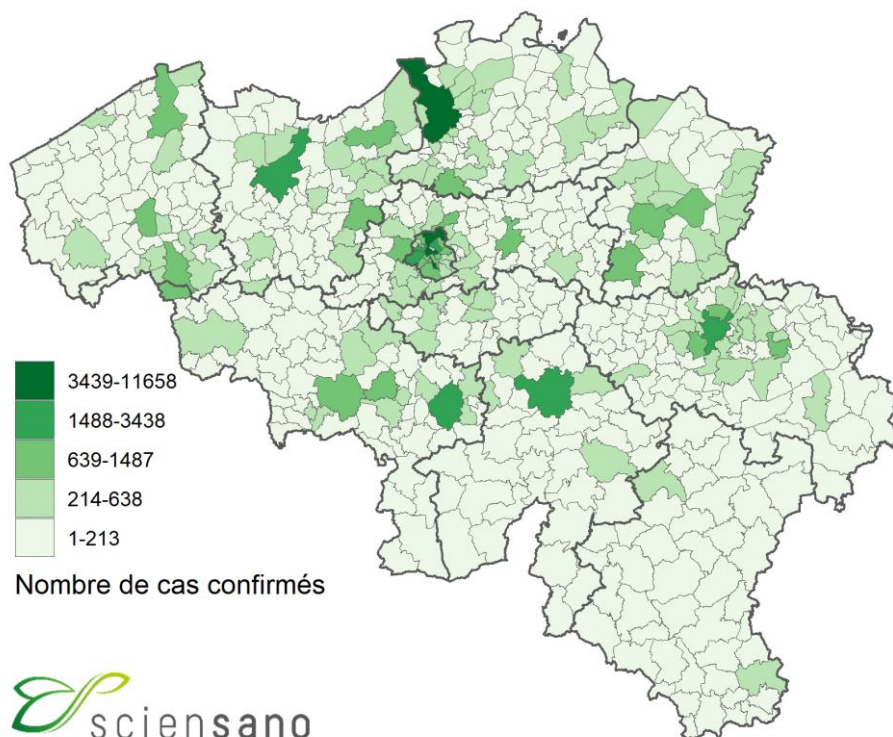 3439-11658
1488-3438
639-1487
214-638
1-213
Nombre de cas confirmés
sciensano